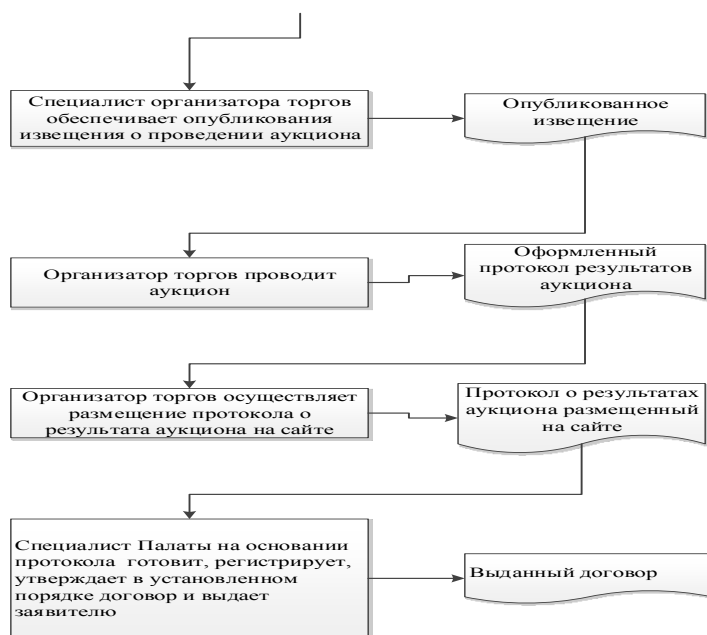 Специалист организатора торгов
обеспечивает опубликования
извещения о проведении аукциона
Опубликованное
извещение
Организатор торгов проводит
аукцион
Оформленный
протокол результатов
аукциона
Организатор торгов осуществляет
размещение протокола о
результата аукциона на сайте
Протокол о результатах
аукциона размещенный
на сайте
Специалист Палаты на основании
протокола готовит, регистрирует,
утверждает в установленном
порядке договор и выдает
заявителю
Выданный договор